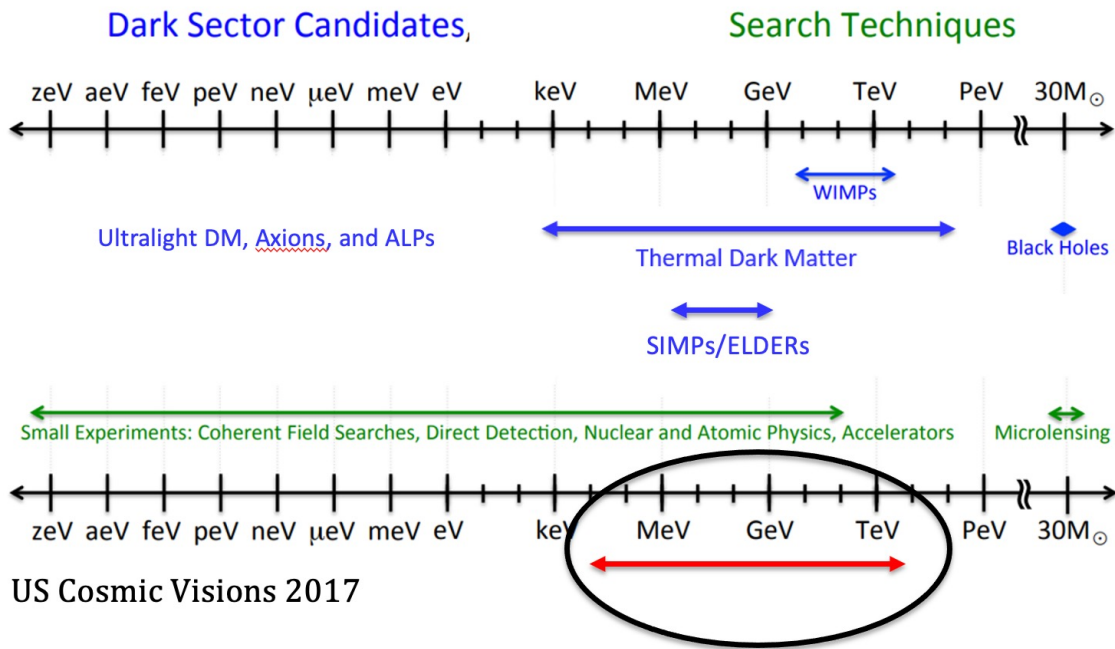 Dark Sector Candidates, Search Techniques
zeV aeV feV peV neV μeV meV eV keV MeV GeV TeV PeV 30M☉
WIMPs
Ultralight DM, Axions, and ALPs
Thermal Dark Matter
Black Holes
SIMPs/ELDERs
Small Experiments: Coherent Field Searches, Direct Detection, Nuclear and Atomic Physics, Accelerators Microlensing
zeV aeV feV peV neV μeV meV eV keV MeV GeV TeV PeV 30M☉
US Cosmic Visions 2017